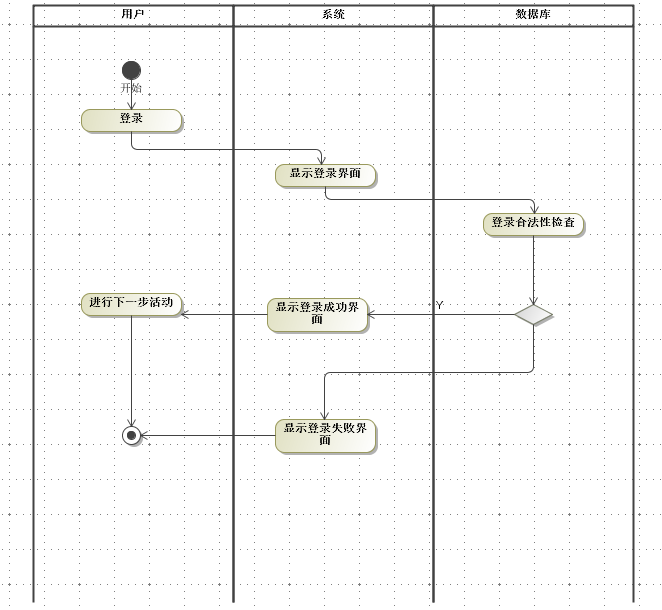 用户
系统
数据库
开始
登录
显示登录界面
登录合法性检查
进行下一步活动
显示登录成功界
面
Y
显示登录失败界
面